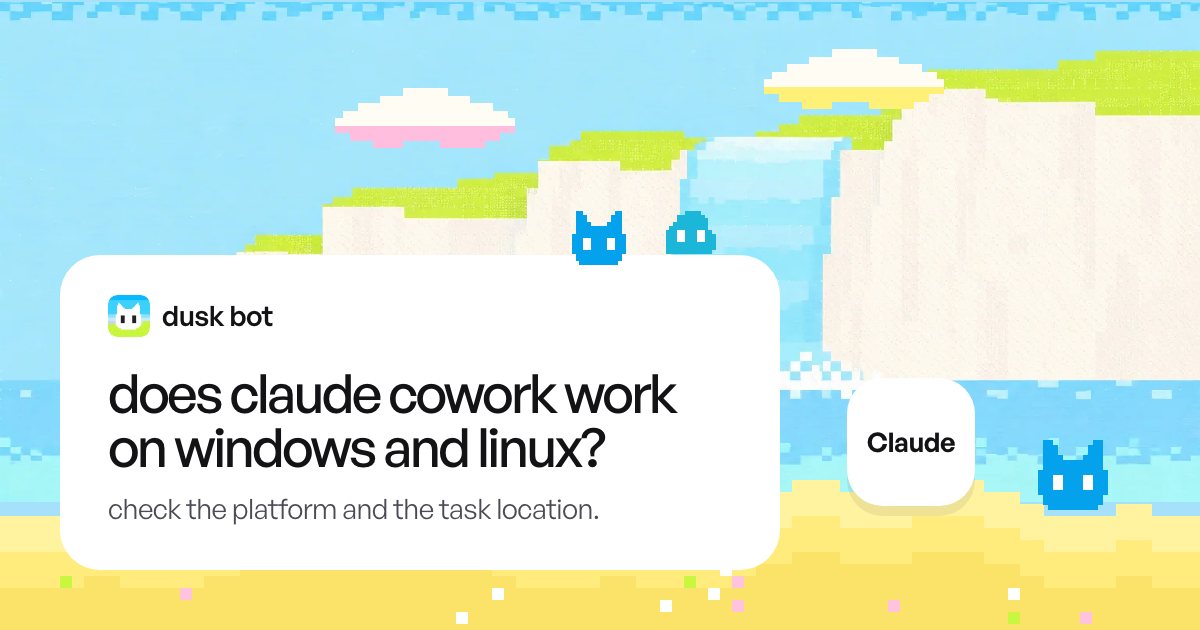 dusk bot
does claude cowork work
on windows and linux?
check the platform and the task location.
Claude